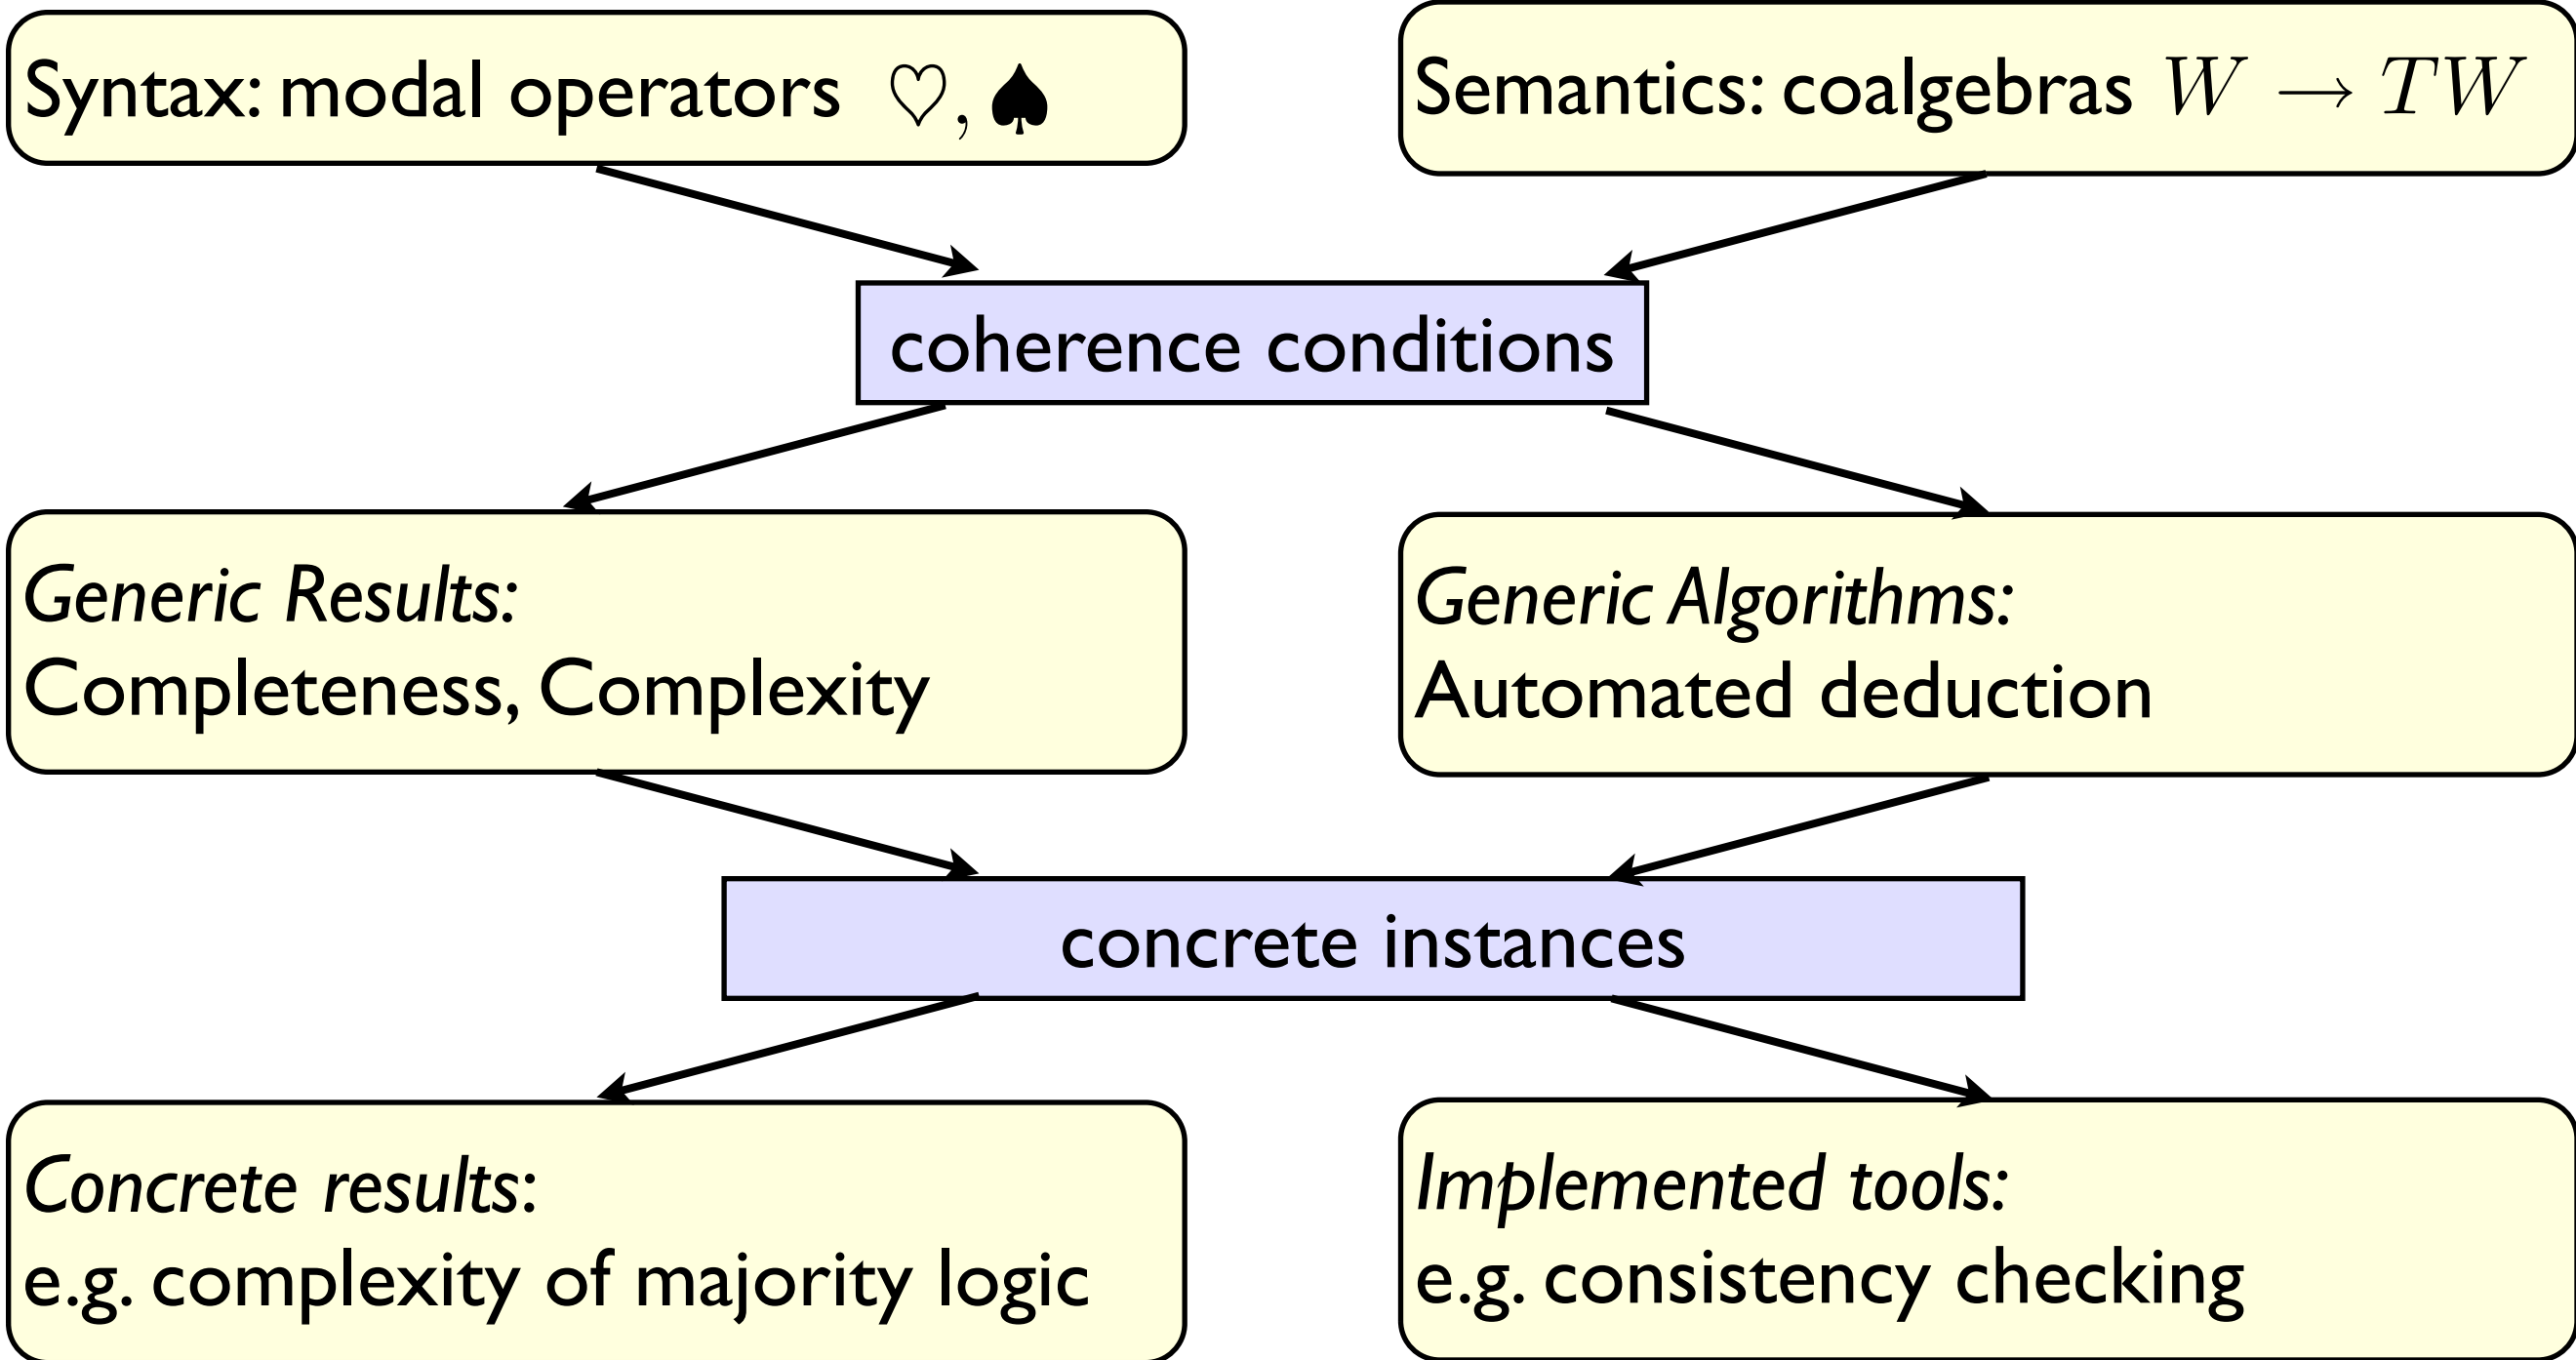 Syntax: modal operators ♡,♠
Semantics: coalgebras W → TW
coherence conditions
Generic Results:
Completeness, Complexity
Generic Algorithms:
Automated deduction
concrete instances
Concrete results:
e.g. complexity of majority logic
Implemented tools:
e.g. consistency checking